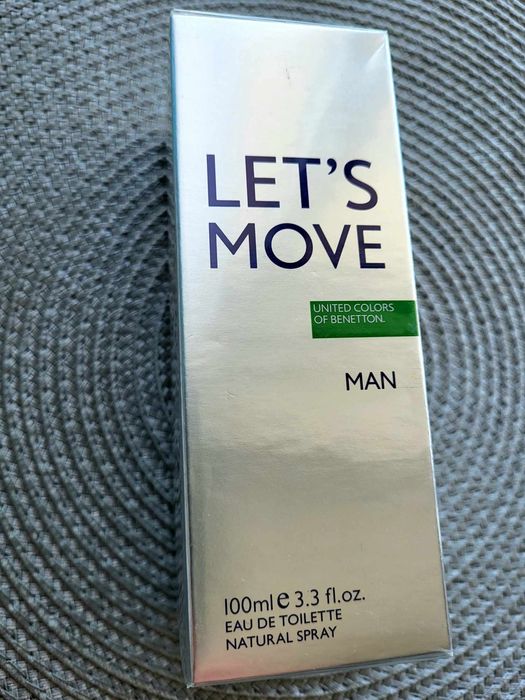 LET'S
MOVE
UNITED COLORS
OF BENETTON.
MAN
100ml e 3.3 fl.oz.
EAU DE TOILETTE
NATURAL SPRAY